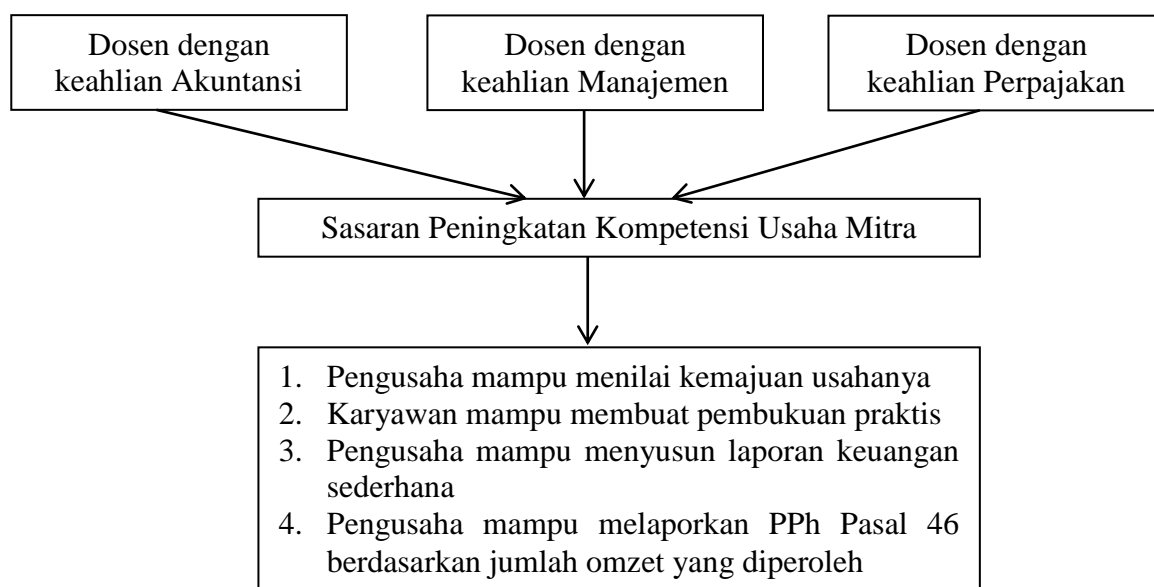 Dosen dengan
keahlian Akuntansi
Dosen dengan
keahlian Manajemen
Dosen dengan
keahlian Perpajakan
Sasaran Peningkatan Kompetensi Usaha Mitra
1. Pengusaha mampu menilai kemajuan usahanya
2. Karyawan mampu membuat pembukuan praktis
3. Pengusaha mampu menyusun laporan keuangan
sederhana
4. Pengusaha mampu melaporkan PPh Pasal 46
berdasarkan jumlah omzet yang diperoleh